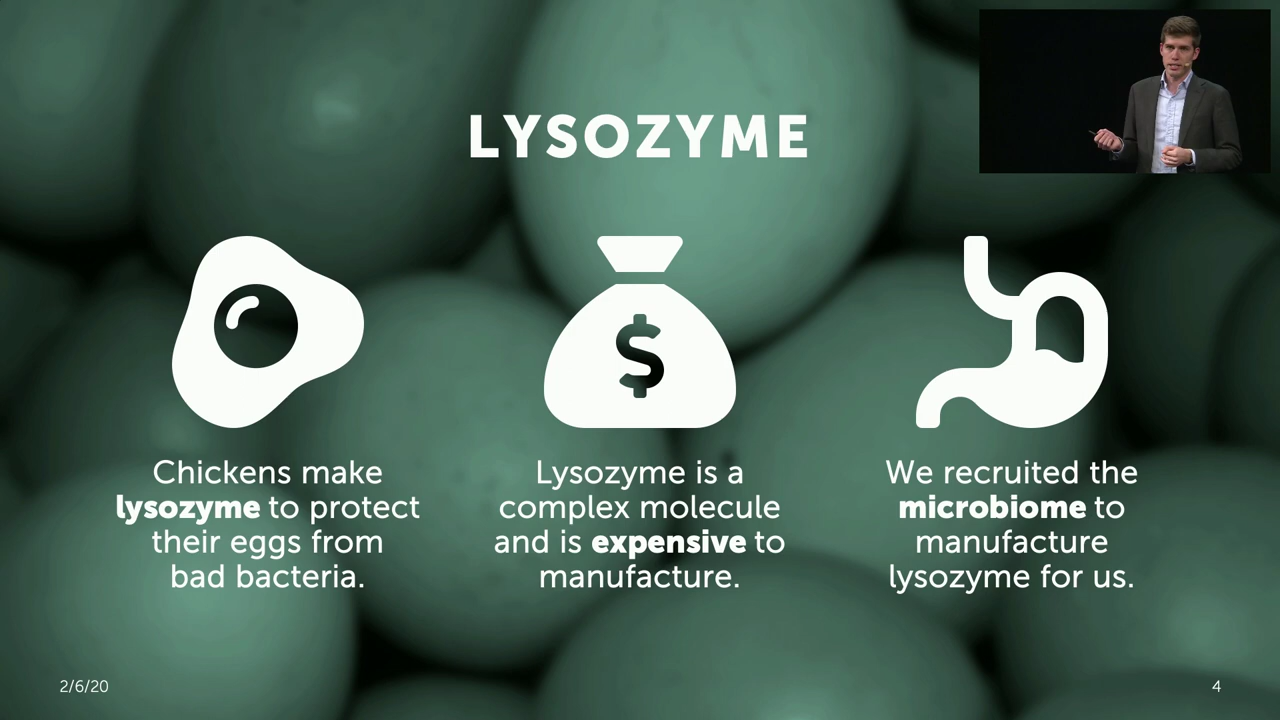 LYSOZYME
$
Chickens make
lysozyme to protect
their eggs from
bad bacteria.
Lysozyme is a
complex molecule
and is expensive to
manufacture.
We recruited the
microbiome to
manufacture
lysozyme for us.
2/6/20
4